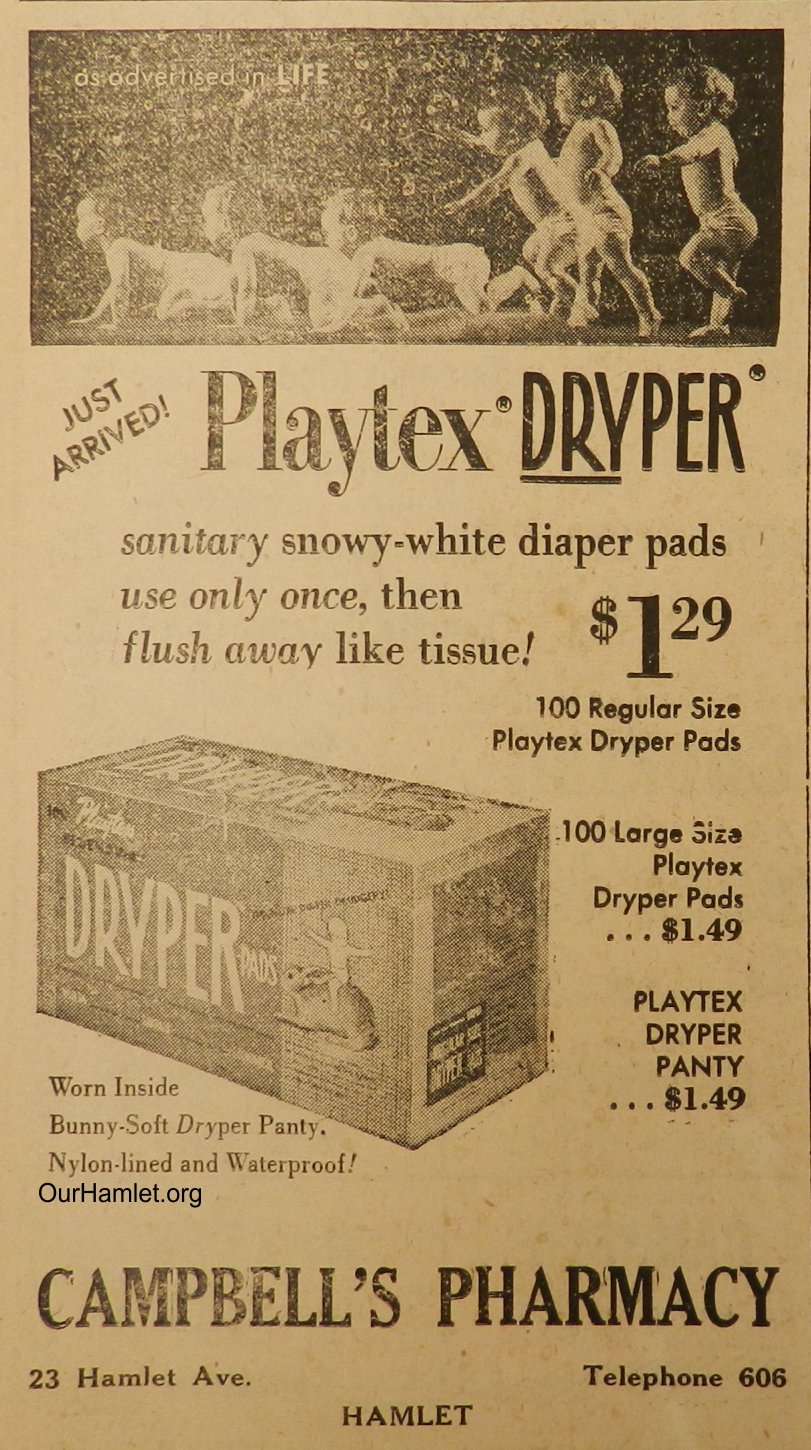 as advertised in LIFE
JUST
ARRIVED!
Playtex® DRYPER®
sanitary snowy-white diaper pads
use only once, then
flush away like tissue!
$1 29
100 Regular Size
Playtex Dryper Pads
100 Large Size
Playtex
Dryper Pads
...$1.49
PLAYTEX
DRYPER
PANTY
...$1.49
Playtex
DRYPER
PADS
Worn Inside
Bunny-Soft Dryper Panty.
Nylon-lined and Waterproof!
OurHamlet.org
CAMPBELL'S PHARMACY
23 Hamlet Ave.
Telephone 606
HAMLET